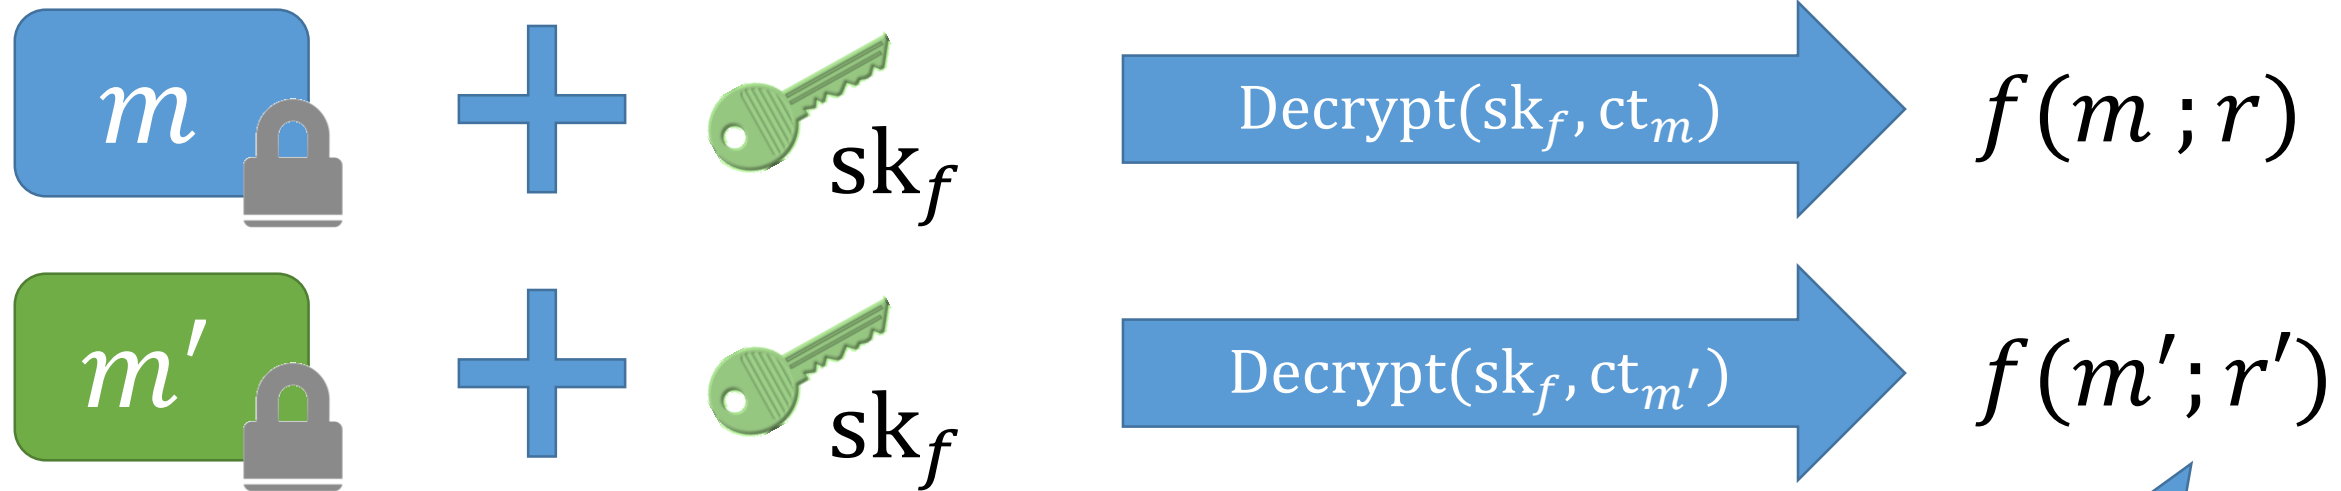 m
sk_f
Decrypt(sk_f, ct_m)
f(m ; r)
m′
sk_f
Decrypt(sk_f, ct_m′)
f(m′; r′)